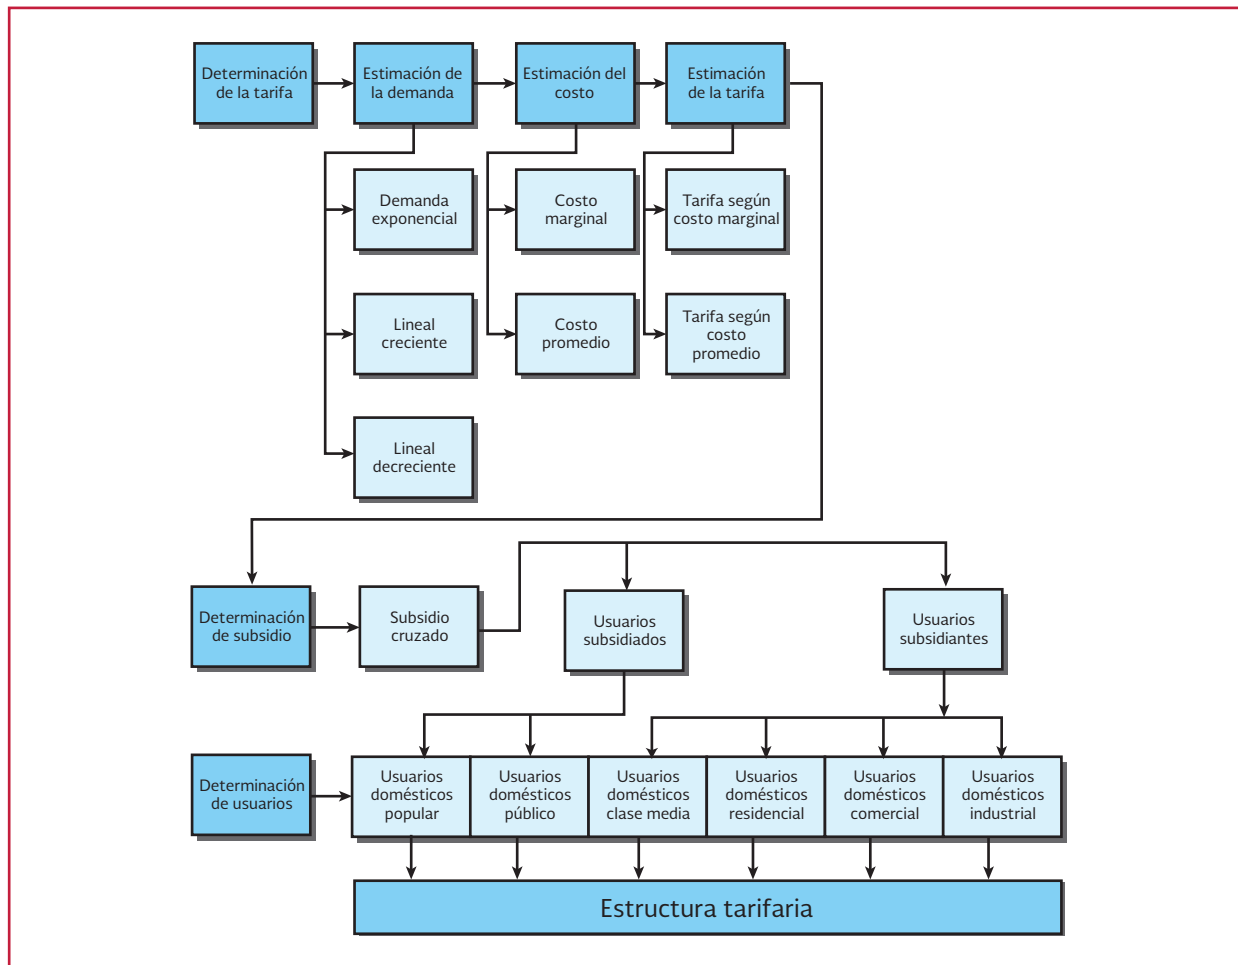 Determinación
de la tarifa
Estimación de
la demanda
Estimación del
costo
Estimación
de la tarifa
Demanda
exponencial
Costo
marginal
Tarifa según
costo marginal
Lineal
creciente
Costo
promedio
Tarifa según
costo
promedio
Lineal
decreciente
Determinación
de subsidio
Subsidio
cruzado
Usuarios
subsidiados
Usuarios
subsidiantes
Determinación
de usuarios
Usuarios
domésticos
popular
Usuarios
domésticos
público
Usuarios
domésticos
clase media
Usuarios
domésticos
residencial
Usuarios
domésticos
comercial
Usuarios
domésticos
industrial
Estructura tarifaria